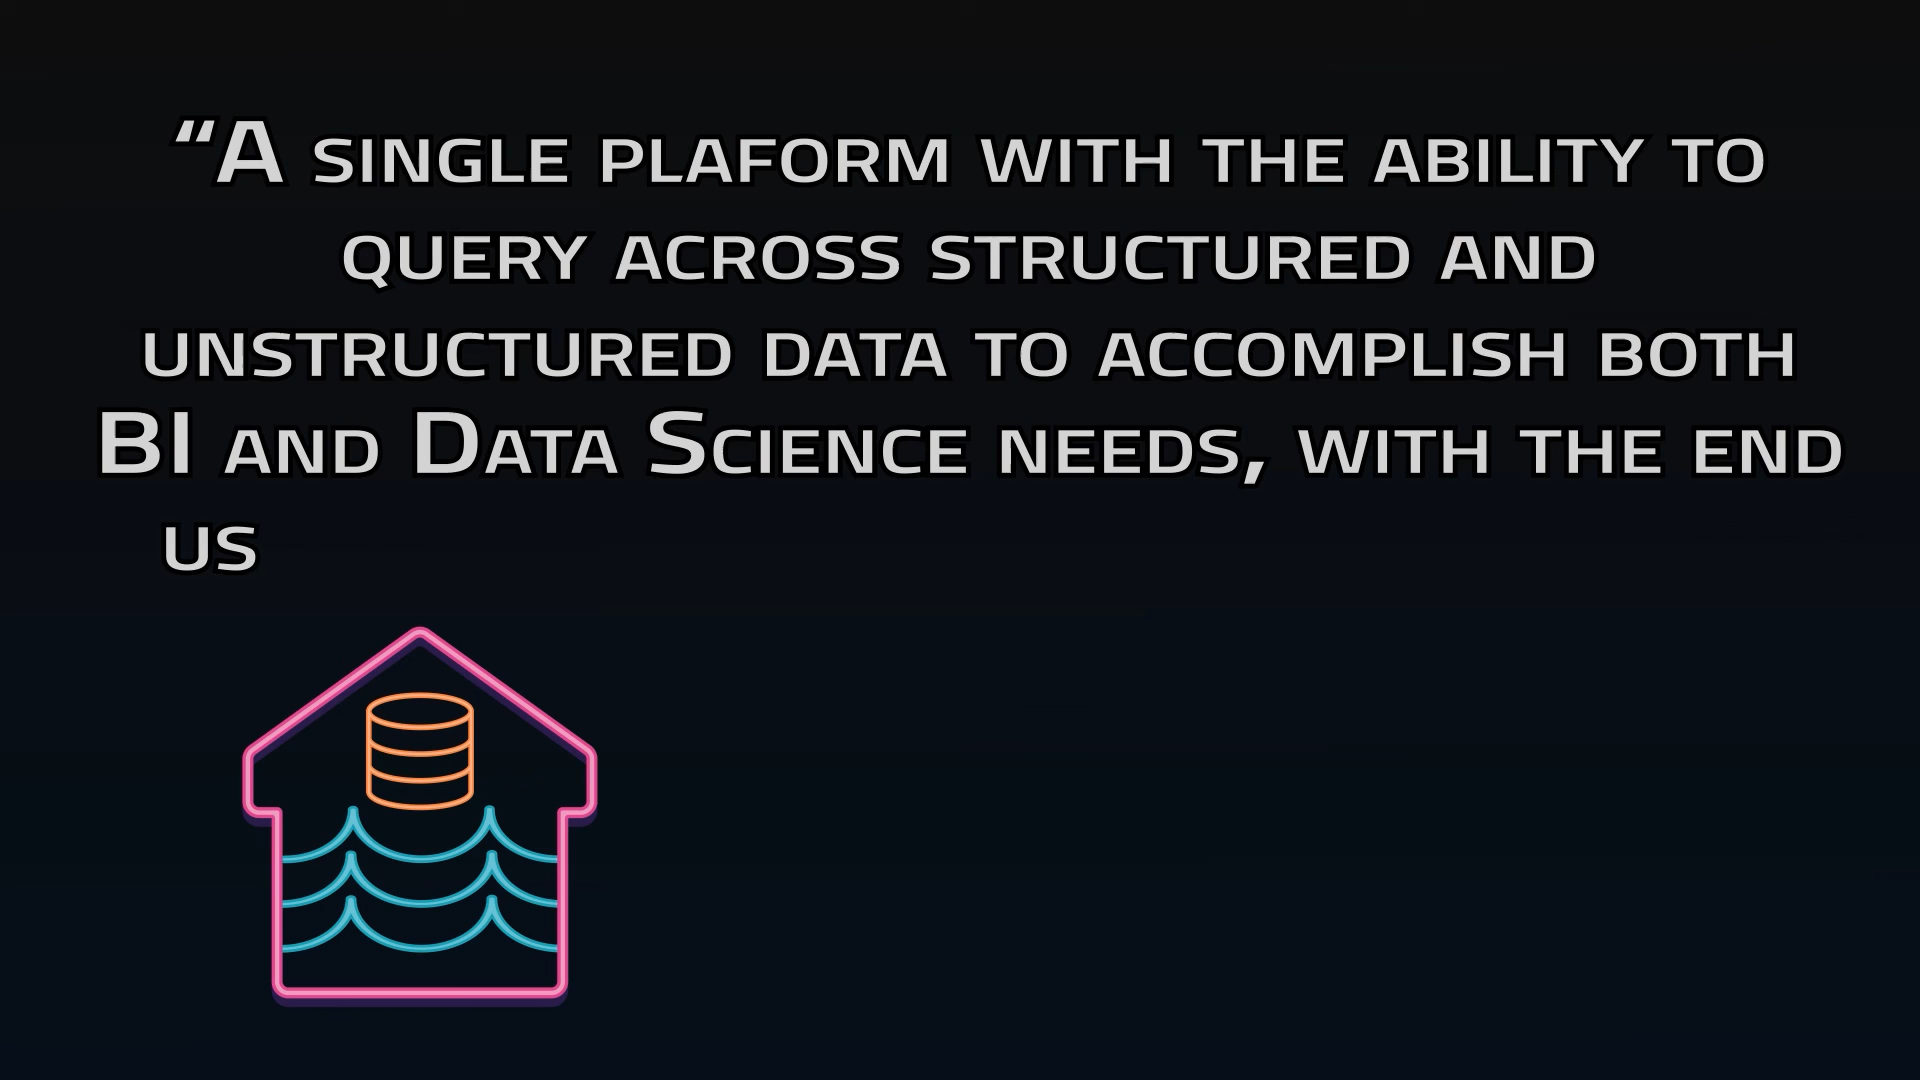 “A single plaform with the ability to
query across structured and
unstructured data to accomplish both
BI and Data Science needs, with the end
us